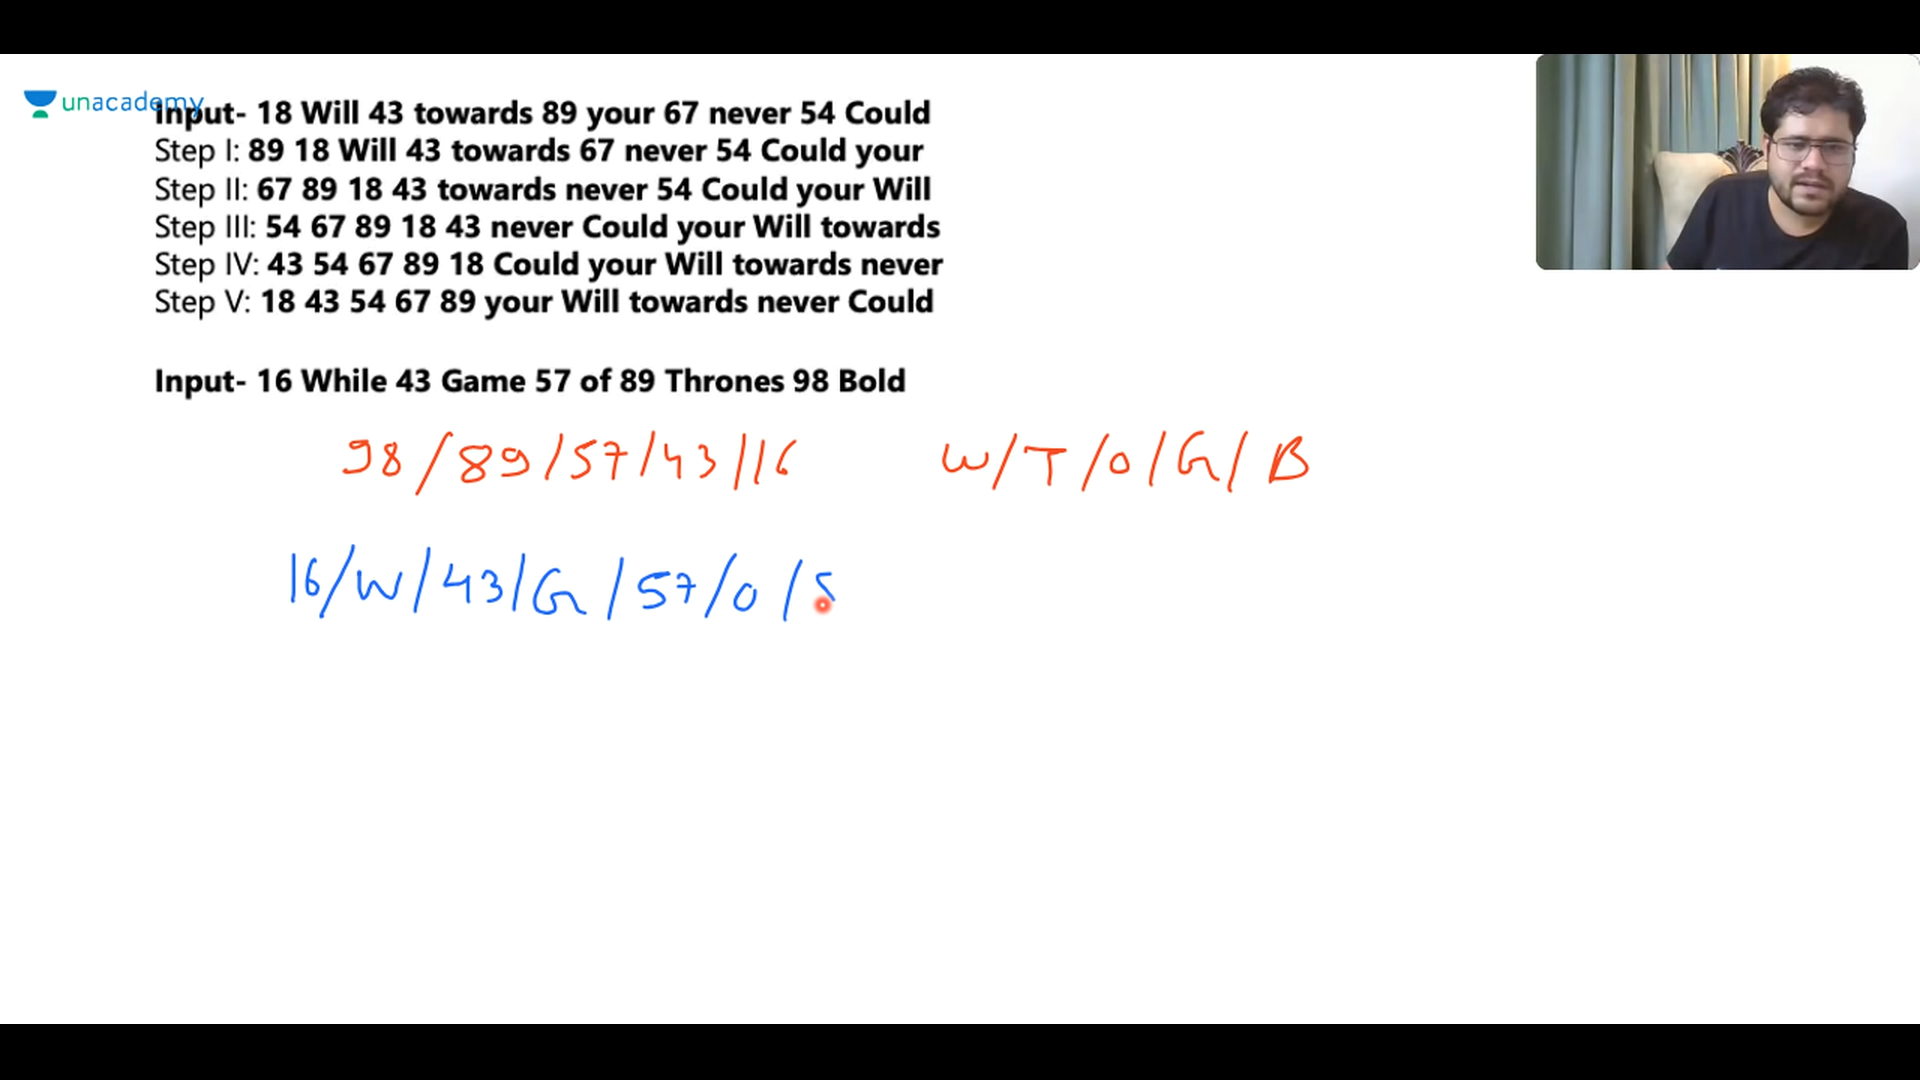 unacademy
Input- 18 Will 43 towards 89 your 67 never 54 Could
Step I: 89 18 Will 43 towards 67 never 54 Could your
Step II: 67 89 18 43 towards never 54 Could your Will
Step III: 54 67 89 18 43 never Could your Will towards
Step IV: 43 54 67 89 18 Could your Will towards never
Step V: 18 43 54 67 89 your Will towards never Could
Input- 16 While 43 Game 57 of 89 Thrones 98 Bold
98/89/57/43/16 W/T/O/G/B
16/W/43/G/57/O/